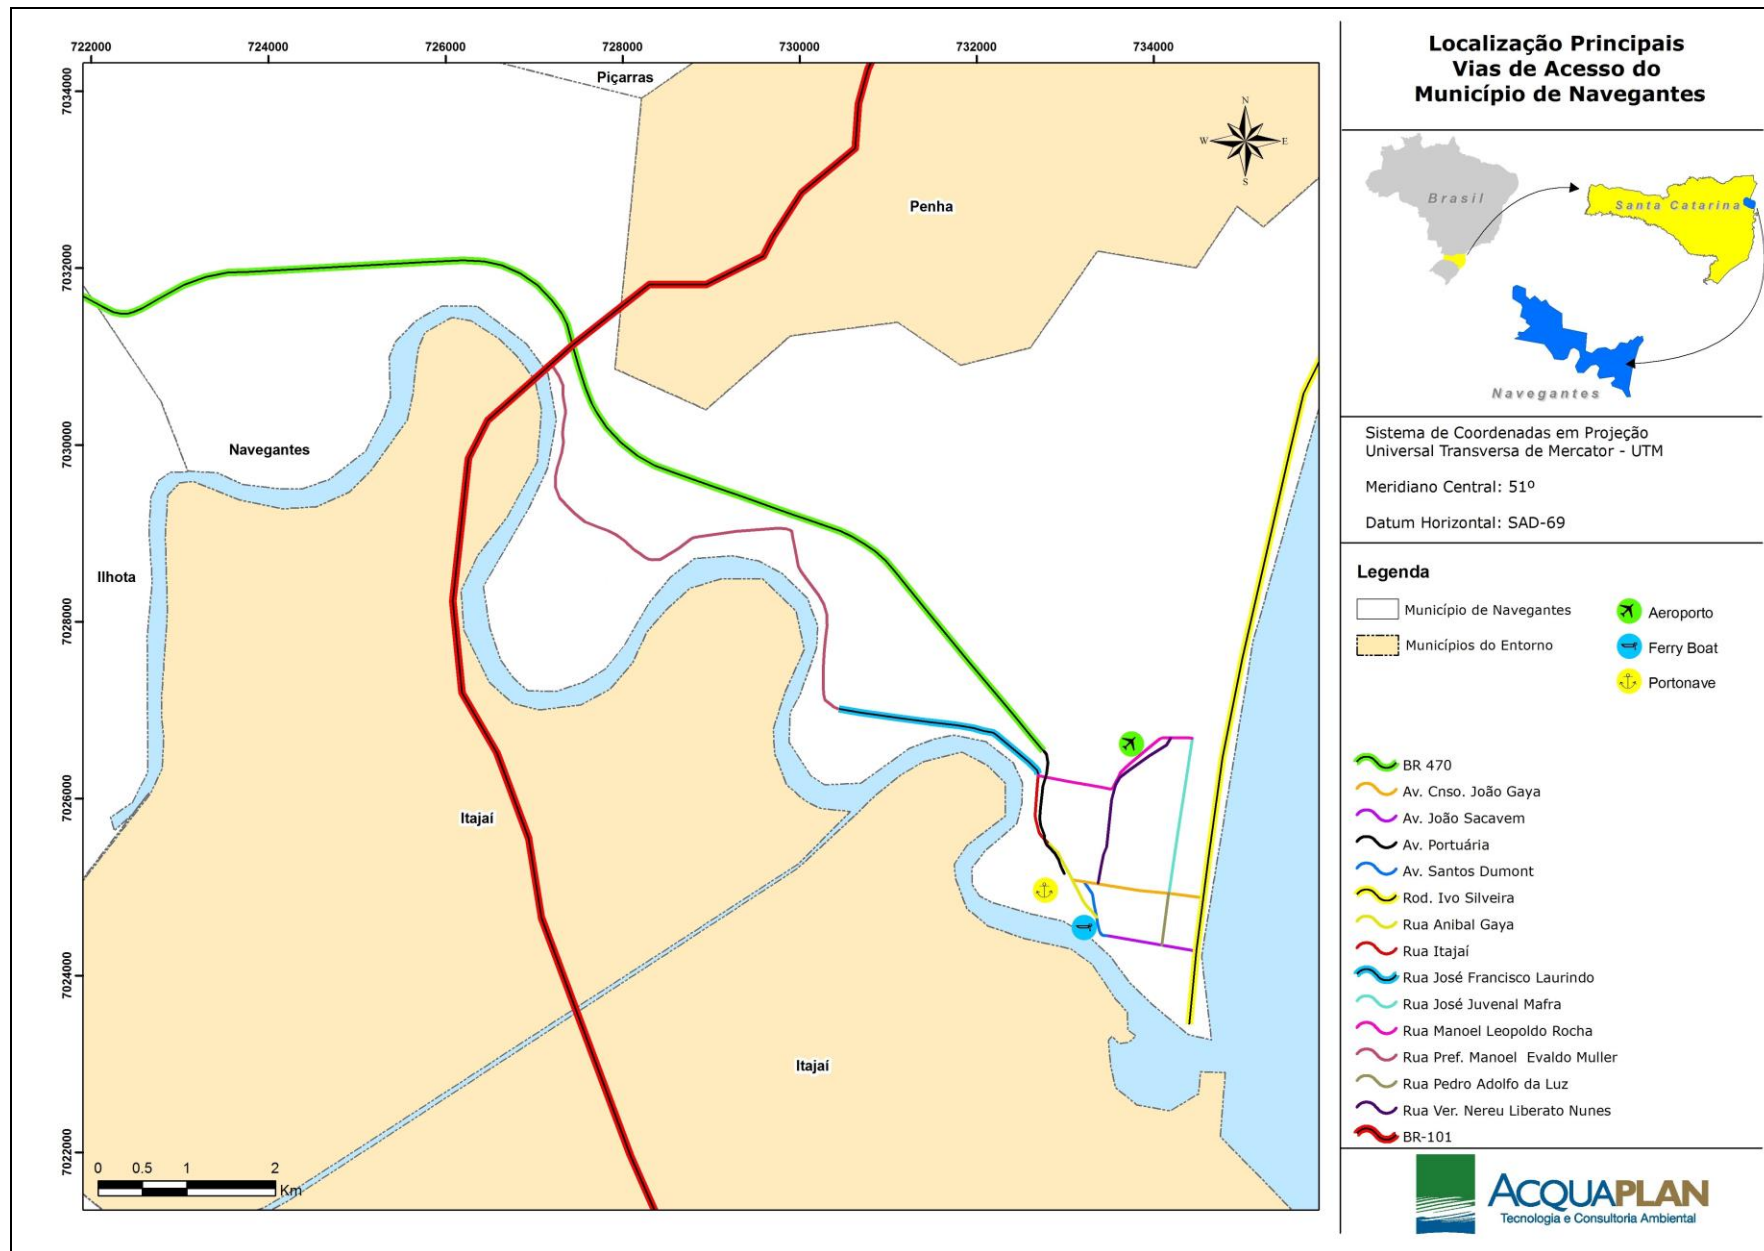 722000
724000
726000
728000
730000
732000
734000
7034000
7032000
7030000
7028000
7026000
7024000
7022000
Piçarras
N
W
E
S
Penha
Navegantes
Ilhota
Itajaí
Itajaí
0 0.5 1 2
Km
Localização Principais
Vias de Acesso do
Município de Navegantes
Brasil
Santa Catarina
Navegantes
Sistema de Coordenadas em Projeção
Universal Transversa de Mercator - UTM
Meridiano Central: 51º
Datum Horizontal: SAD-69
Legenda
Município de Navegantes
Municípios do Entorno
Aeroporto
Ferry Boat
Portonave
BR 470
Av. Cnso. João Gaya
Av. João Sacavem
Av. Portuária
Av. Santos Dumont
Rod. Ivo Silveira
Rua Anibal Gaya
Rua Itajaí
Rua José Francisco Laurindo
Rua José Juvenal Mafra
Rua Manoel Leopoldo Rocha
Rua Pref. Manoel Evaldo Muller
Rua Pedro Adolfo da Luz
Rua Ver. Nereu Liberato Nunes
BR-101
ACQUAPLAN
Tecnologia e Consultoria Ambiental